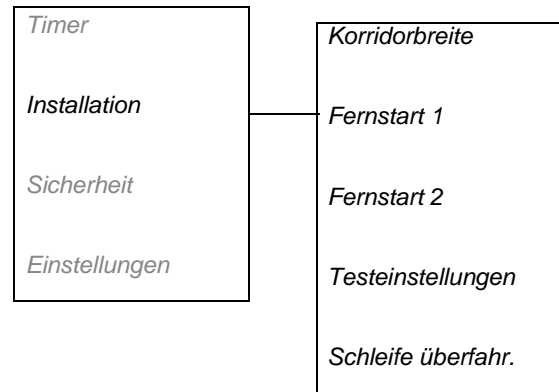 Timer
Installation
Sicherheit
Einstellungen
Korridorbreite
Fernstart 1
Fernstart 2
Testeinstellungen
Schleife überfahr.